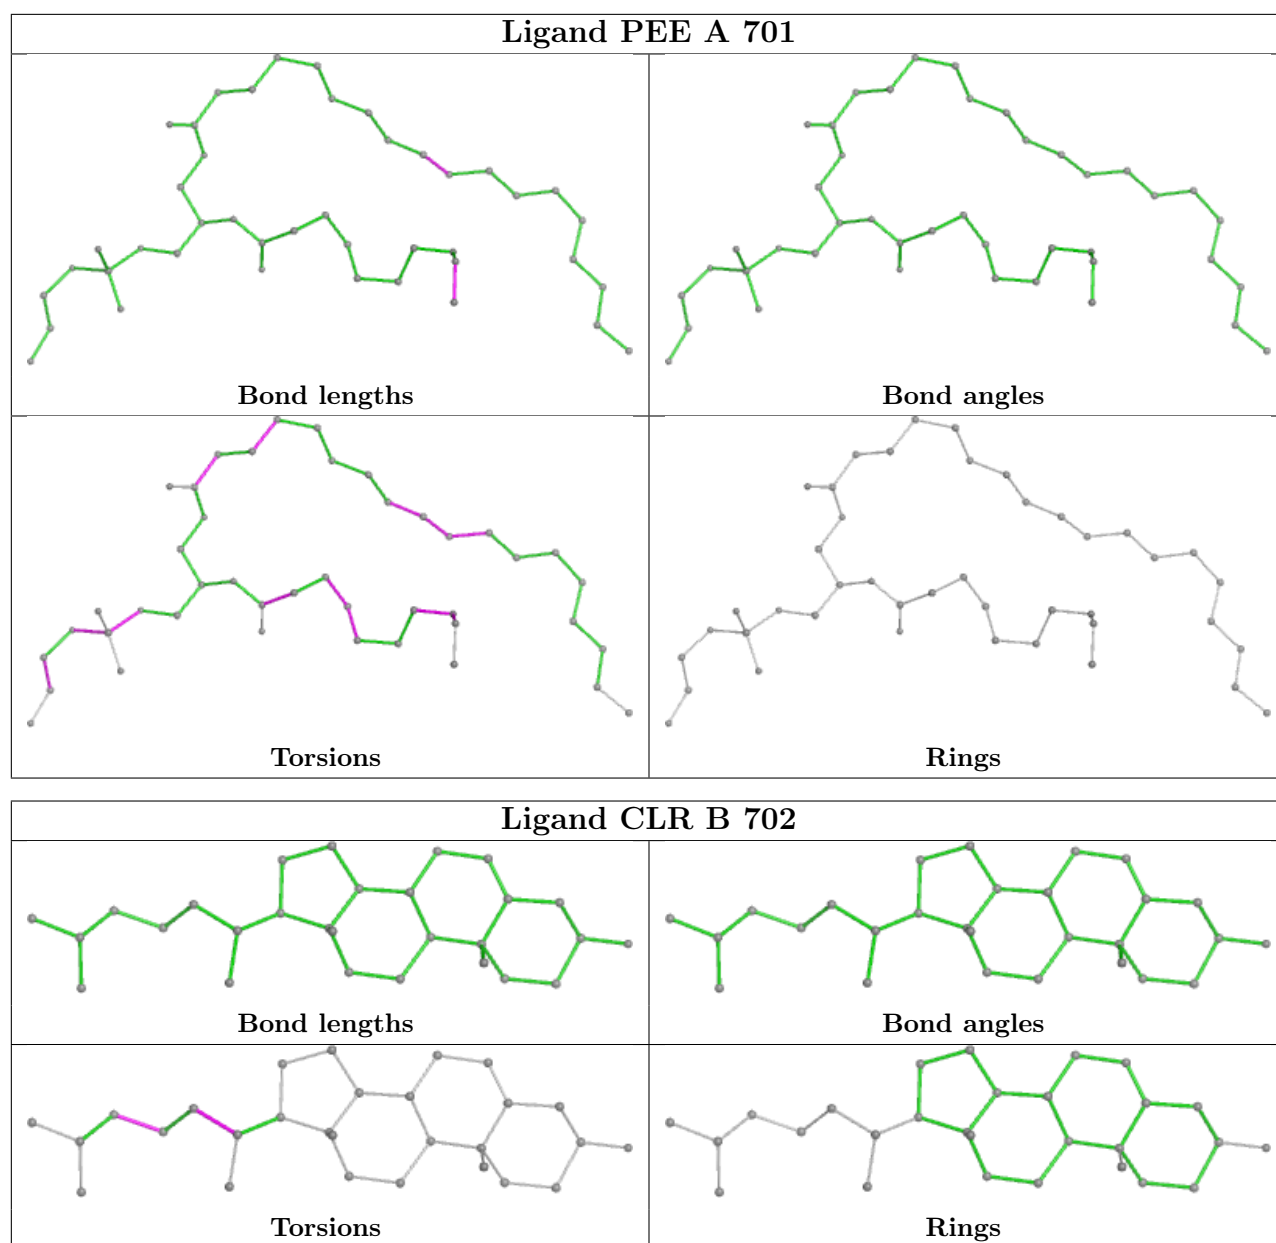 Ligand PEE A 701
Bond lengths
Bond angles
Torsions
Rings
Ligand CLR B 702
Bond lengths
Bond angles
Torsions
Rings